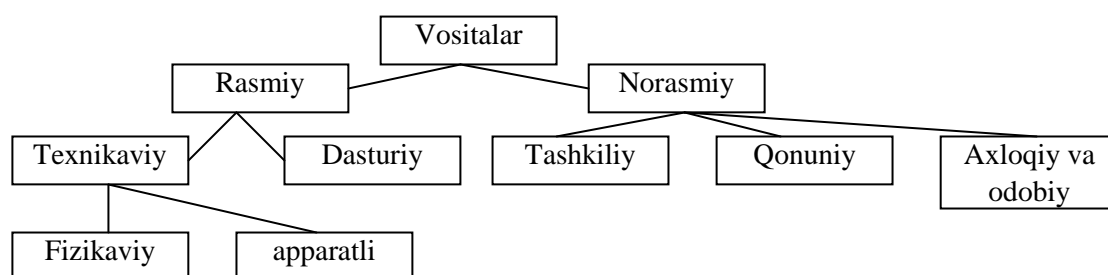 Vositalar
Rasmiy
Norasmiy
Texnikaviy
Dasturiy
Tashkiliy
Qonuniy
Axloqiy va
odobiy
Fizikaviy
apparatli